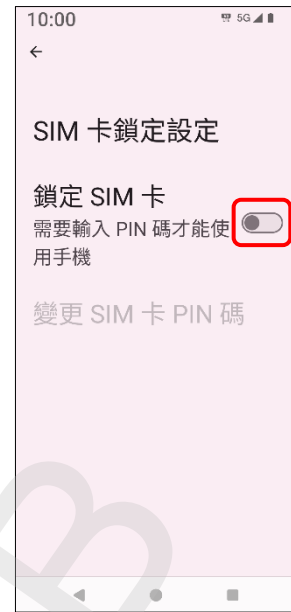 10:00 5G
SIM 卡鎖定設定
鎖定 SIM 卡
需要輸入 PIN 碼才能使
用手機
變更 SIM 卡 PIN 碼